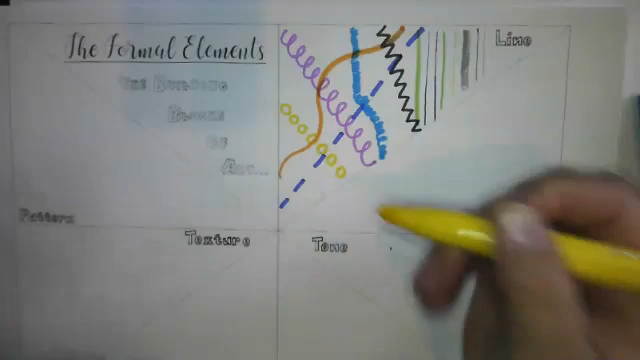 The Formal Elements
The Building
Blocks
Of
Art...
Line
Pattern
Texture
Tone